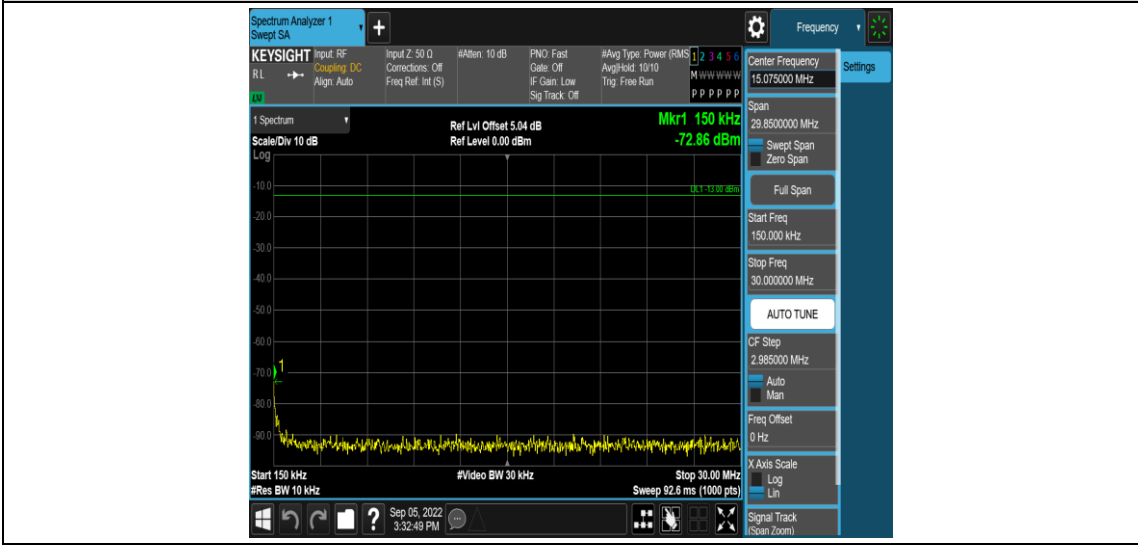 Spectrum Analyzer 1
Swept SA
+
Frequency
KEYSIGHT
RL
LM
Input: RF
Coupling: DC
Align: Auto
Input Z: 50 Ω
Corrections: Off
Freq Ref: Int (S)
#Atten: 10 dB
PNO: Fast
Gate: Off
IF Gain: Low
Sig Track: Off
#Avg Type: Power (RMS
Avg|Hold: 10/10
Trig: Free Run
1 2 3 4 5 6
M W W W W W
P P P P P P
1 Spectrum
Scale/Div 10 dB
Log
Ref Lvl Offset 5.04 dB
Ref Level 0.00 dBm
Mkr1 150 kHz
-72.86 dBm
DL1 -13.00 dBm
-10.0
-20.0
-30.0
-40.0
-50.0
-60.0
1
-70.0
-80.0
-90.0
Start 150 kHz
#Res BW 10 kHz
#Video BW 30 kHz
Stop 30.00 MHz
Sweep 92.6 ms (1000 pts)
?
Sep 05, 2022
3:32:49 PM
Center Frequency
15.075000 MHz
Settings
Span
29.8500000 MHz
Swept Span
Zero Span
Full Span
Start Freq
150.000 kHz
Stop Freq
30.000000 MHz
AUTO TUNE
CF Step
2.985000 MHz
Auto
Man
Freq Offset
0 Hz
X Axis Scale
Log
Lin
Signal Track
(Span Zoom)